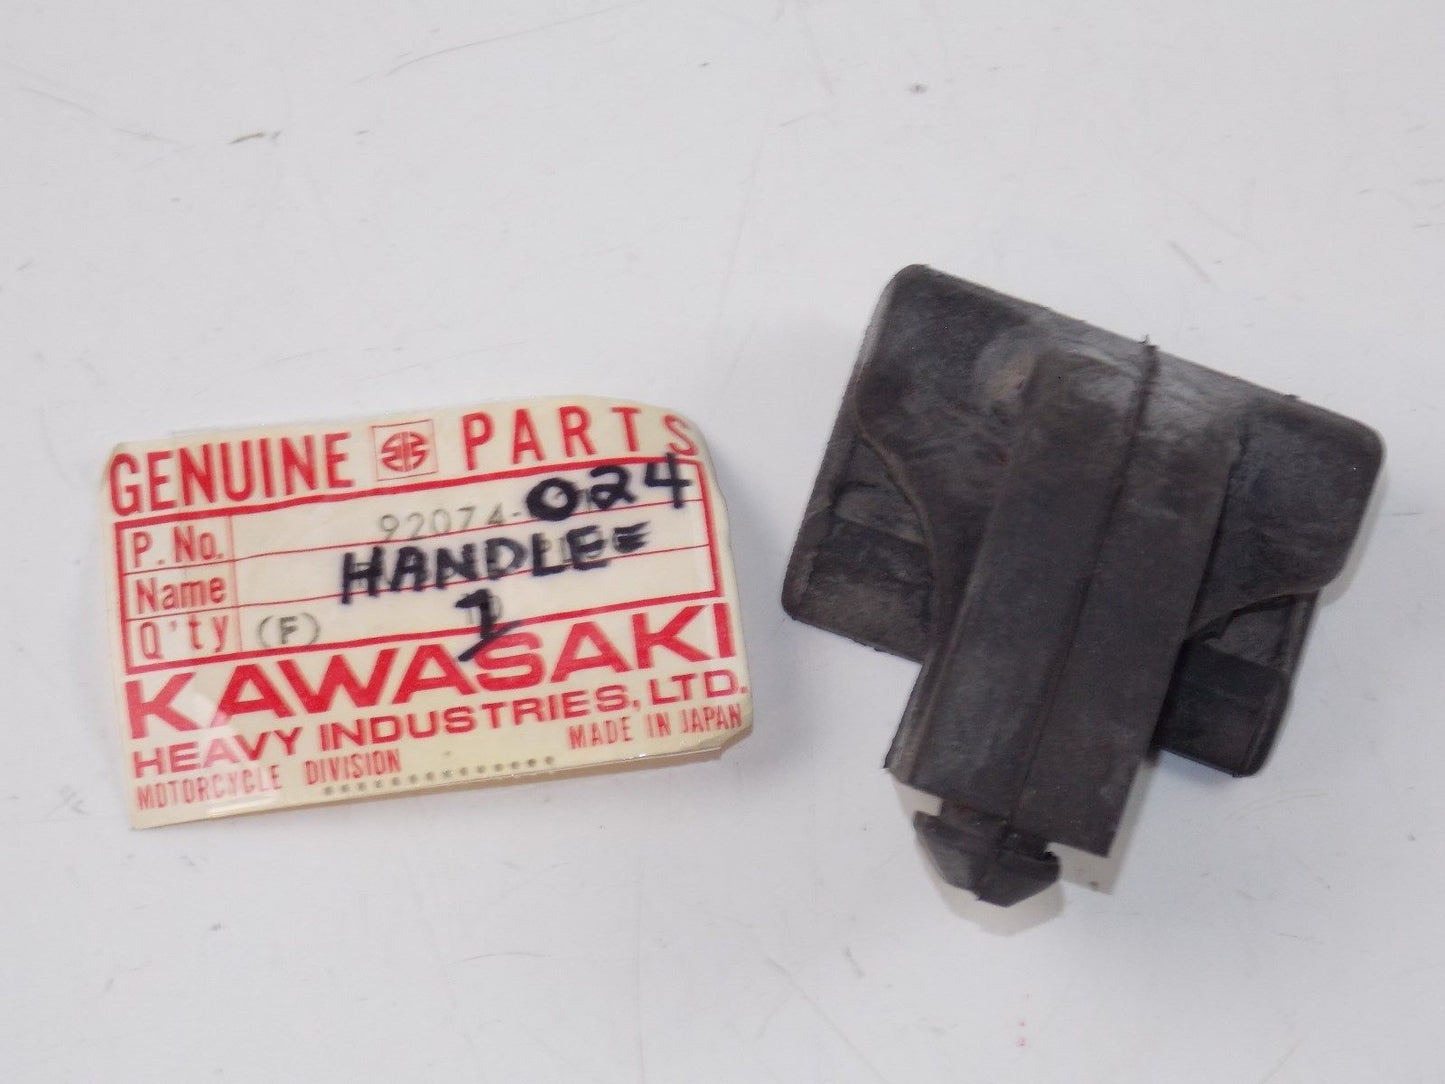 GENUINE PARTS
P. No. 92074-024
Name HANDLE
Q'ty (F) 1
KAWASAKI
HEAVY INDUSTRIES, LTD.
MOTORCYCLE DIVISION MADE IN JAPAN